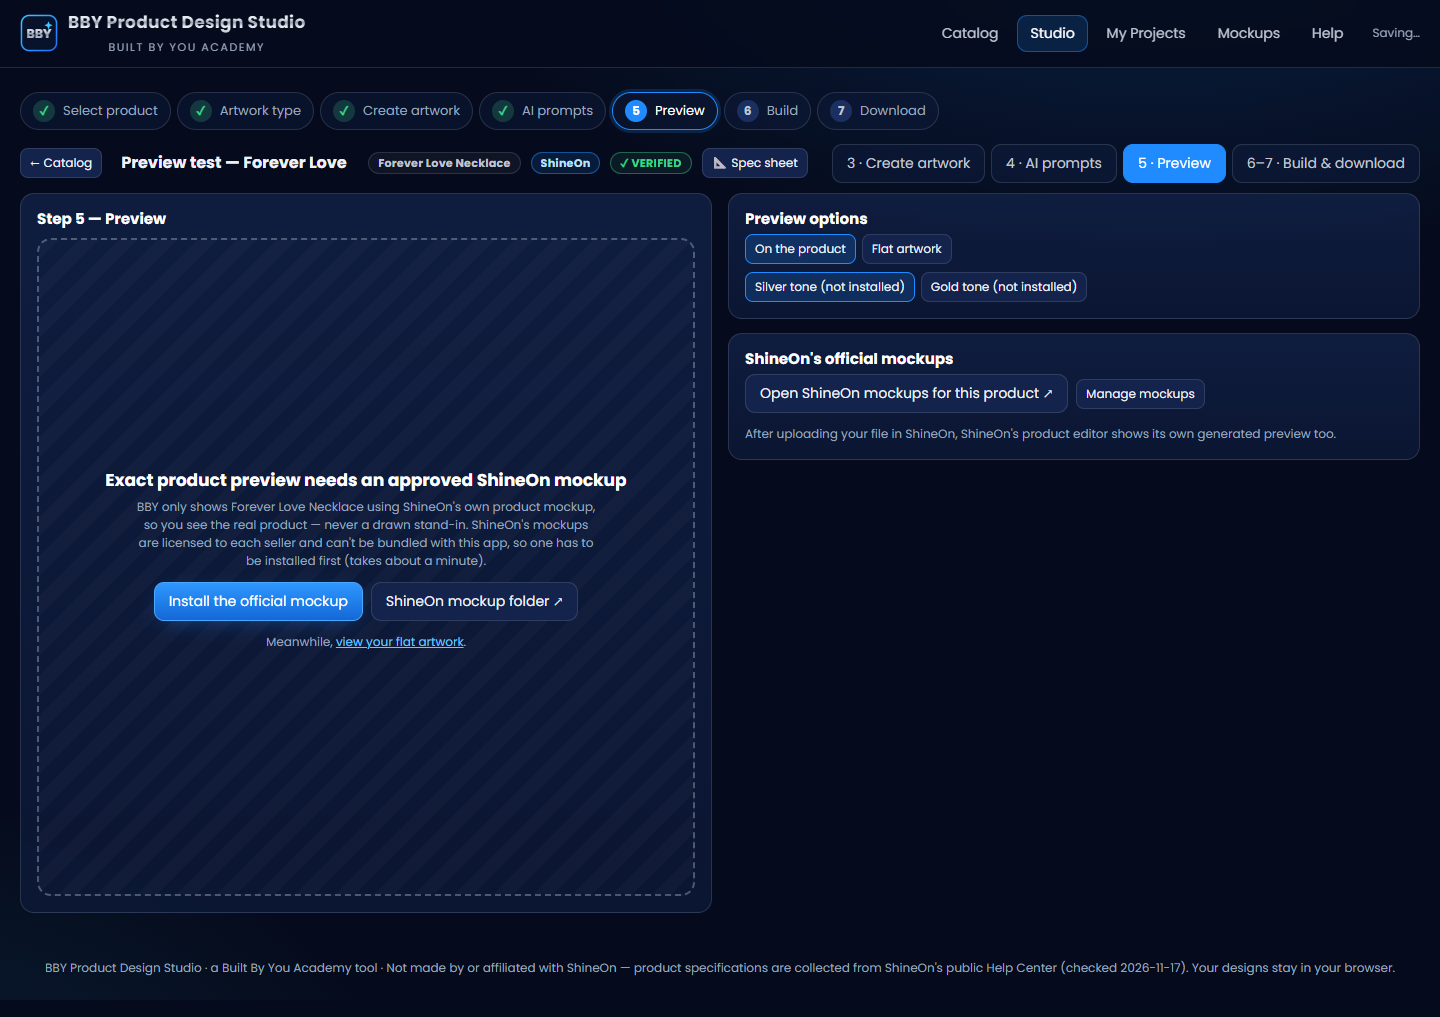 BBY
BBY Product Design Studio
BUILT BY YOU ACADEMY
Catalog
Studio
My Projects
Mockups
Help
Saving...
✓ Select product
✓ Artwork type
✓ Create artwork
✓ AI prompts
5 Preview
6 Build
7 Download
← Catalog
Preview test — Forever Love
Forever Love Necklace
ShineOn
✓ VERIFIED
📐 Spec sheet
3 · Create artwork
4 · AI prompts
5 · Preview
6–7 · Build & download
Step 5 — Preview
Exact product preview needs an approved ShineOn mockup
BBY only shows Forever Love Necklace using ShineOn's own product mockup,
so you see the real product — never a drawn stand-in. ShineOn's mockups
are licensed to each seller and can't be bundled with this app, so one has to
be installed first (takes about a minute).
Install the official mockup
ShineOn mockup folder ↗
Meanwhile, view your flat artwork.
Preview options
On the product
Flat artwork
Silver tone (not installed)
Gold tone (not installed)
ShineOn's official mockups
Open ShineOn mockups for this product ↗
Manage mockups
After uploading your file in ShineOn, ShineOn's product editor shows its own generated preview too.
BBY Product Design Studio · a Built By You Academy tool · Not made by or affiliated with ShineOn — product specifications are collected from ShineOn's public Help Center (checked 2026-11-17). Your designs stay in your browser.